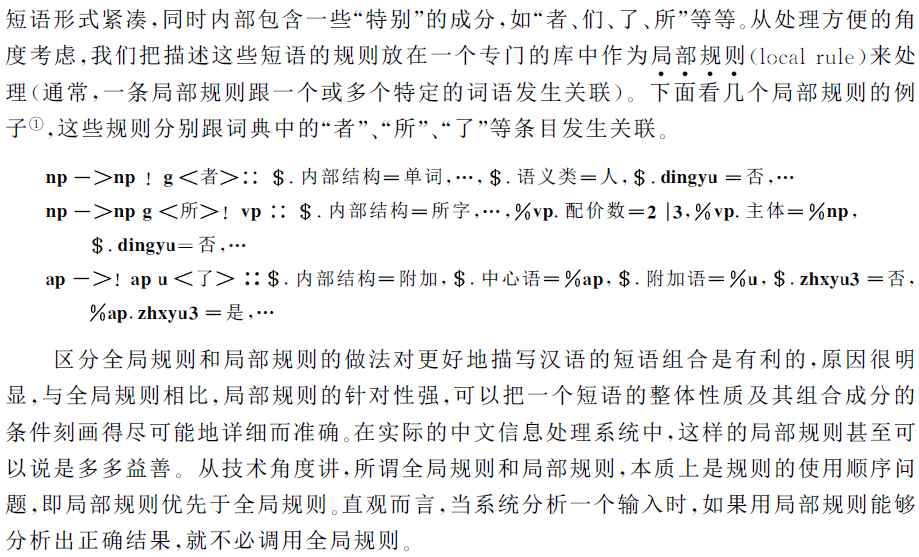 短语形式紧凑，同时内部包含一些“特别”的成分，如“者、们、了、所”等等。从处理方便的角
度考虑，我们把描述这些短语的规则放在一个专门的库中作为局部规则(local rule)来处
理(通常，一条局部规则跟一个或多个特定的词语发生关联)。下面看几个局部规则的例
子①，这些规则分别跟词典中的“者”、“所”、“了”等条目发生关联。
np —>np ! g <者>:: $.内部结构=单词,…,$.语义类=人,$.dingyu =否,…
np —>np g <所>! vp :: $.内部结构=所字,…,%vp.配价数=2 |3,%vp.主体=%np,
$.dingyu=否,…
ap —>! ap u <了> ::$.内部结构=附加,$.中心语=%ap,$.附加语=%u,$.zhxyu3 =否,
%ap.zhxyu3 =是,…
区分全局规则和局部规则的做法对更好地描写汉语的短语组合是有利的，原因很明
显，与全局规则相比，局部规则的针对性强，可以把一个短语的整体性质及其组合成分的
条件刻画得尽可能地详细而准确。在实际的中文信息处理系统中，这样的局部规则甚至可
以说是多多益善。从技术角度讲，所谓全局规则和局部规则，本质上是规则的使用顺序问
题，即局部规则优先于全局规则。直观而言，当系统分析一个输入时，如果用局部规则能够
分析出正确结果，就不必调用全局规则。